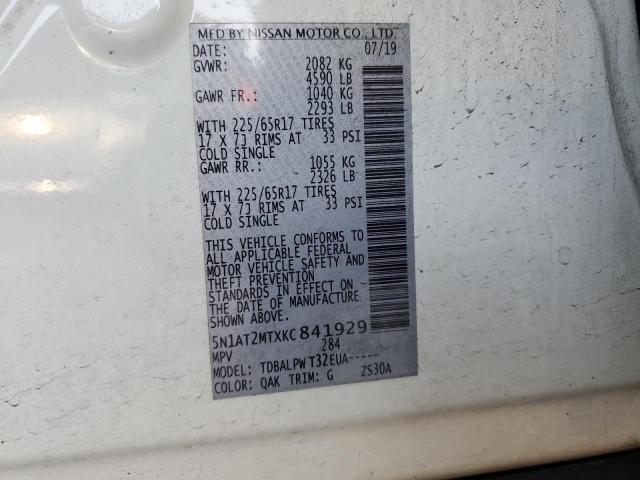 MFD BY NISSAN MOTOR CO., LTD.
DATE: 07/19
GVWR: 2082 KG
4590 LB
GAWR FR.: 1040 KG
2293 LB
WITH 225/65R17 TIRES
17 X 7J RIMS AT 33 PSI
COLD SINGLE
GAWR RR.: 1055 KG
2326 LB
WITH 225/65R17 TIRES
17 X 7J RIMS AT 33 PSI
COLD SINGLE
THIS VEHICLE CONFORMS TO
ALL APPLICABLE FEDERAL
MOTOR VEHICLE SAFETY AND
THEFT PREVENTION
STANDARDS IN EFFECT ON
THE DATE OF MANUFACTURE
SHOWN ABOVE.
5N1AT2MTXKC841929
MPV 284
MODEL: TDBALPWT32EUA-----
COLOR: QAK TRIM: G ZS30A